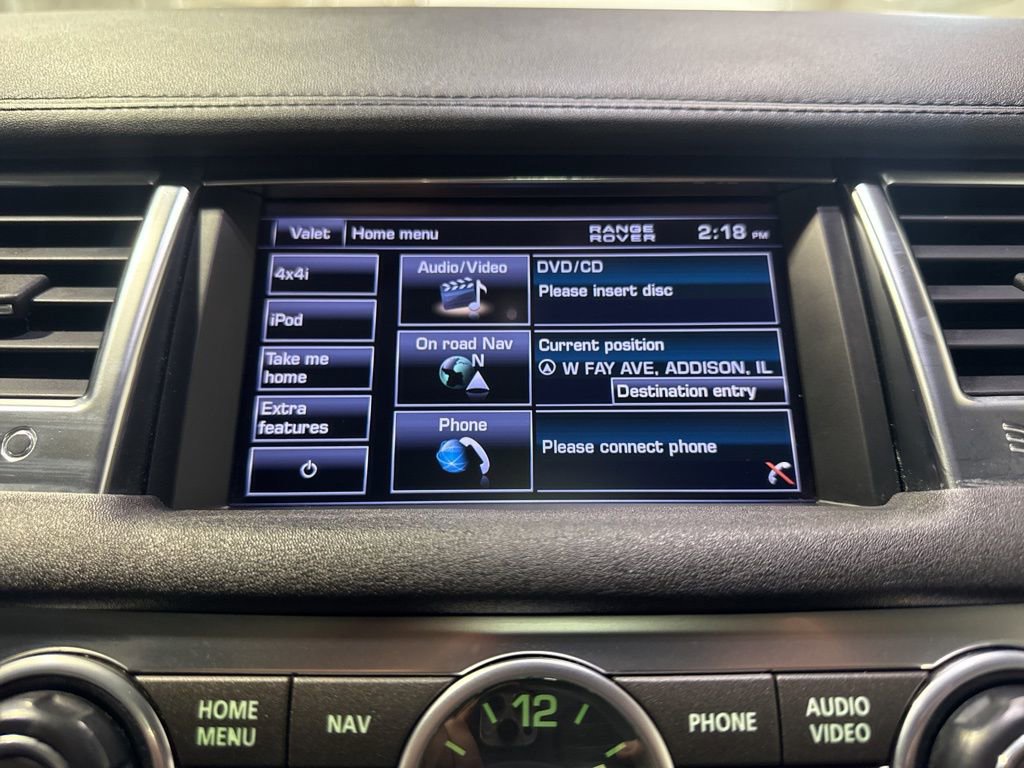 Valet
Home menu
RANGE
ROVER
2:18 PM
4x4i
iPod
Take me
home
Extra
features
Audio/Video
On road Nav
N
Phone
DVD/CD
Please insert disc
Current position
W FAY AVE, ADDISON, IL
Destination entry
Please connect phone
HOME
MENU
NAV
12
PHONE
AUDIO
VIDEO